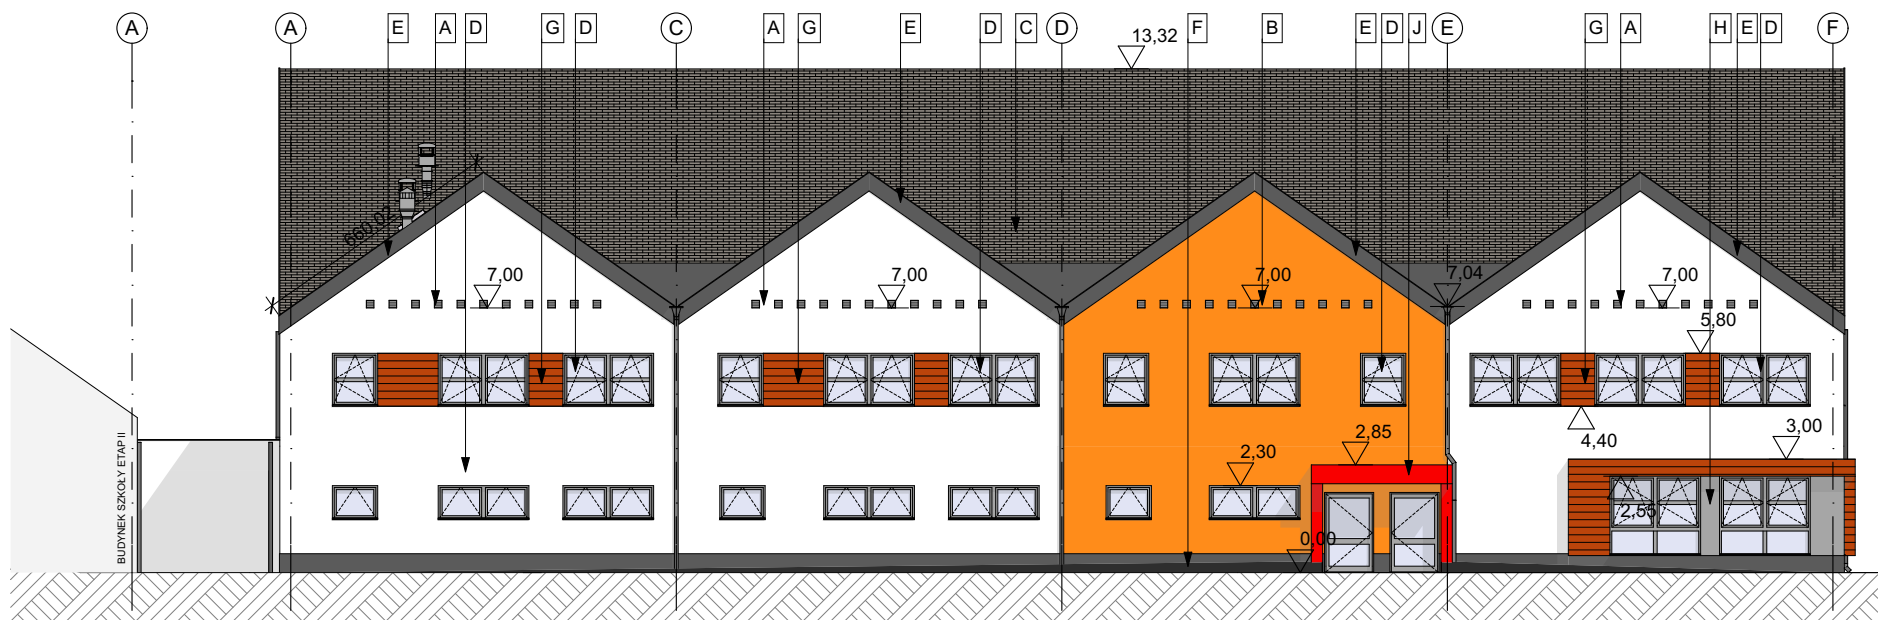 A A E A D G D C A G E D C D F B E D J E G A H E D F
13,32
660,02
7,00 7,00 7,00 7,04 7,00
5,80
4,40
2,85 3,00
2,30
2,55
0,00
BUDYNEK SZKOŁY ETAP II